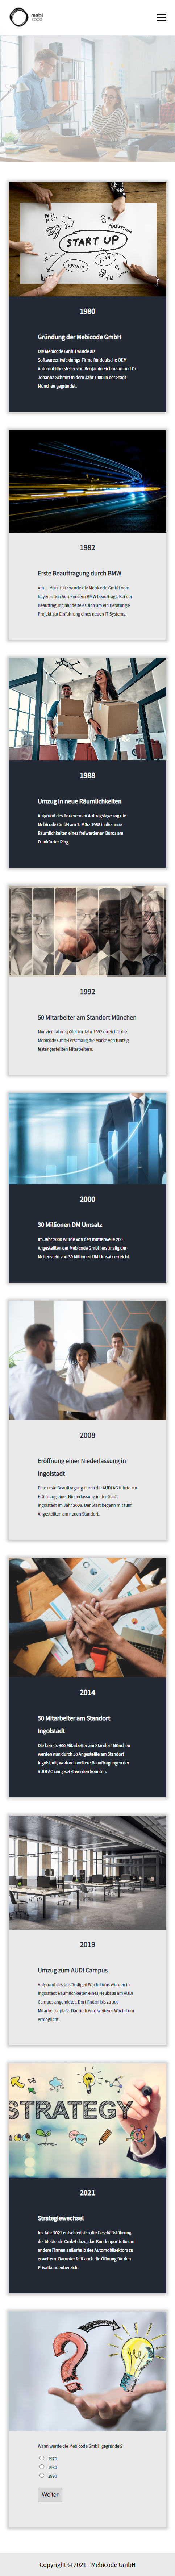 mebi
code
START UP
MARKETING
PLAN
1980
Gründung der Mebicode GmbH
Die Mebicode GmbH wurde als
Softwareentwicklungs-Firma für deutsche OEM
Automobilhersteller von Benjamin Eichmann und Dr.
Johanna Schmitt in dem Jahr 1980 in der Stadt
München gegründet.
1982
Erste Beauftragung durch BMW
Am 1. März 1982 wurde die Mebicode GmbH vom
bayerischen Autokonzern BMW beauftragt. Bei der
Beauftragung handelte es sich um ein Beratungs-
Projekt zur Einführung eines neuen IT-Systems.
1988
Umzug in neue Räumlichkeiten
Aufgrund des florierenden Auftragslage zog die
Mebicode GmbH am 1. März 1988 in die neue
Räumlichkeiten eines freiwerdenen Büros am
Frankfurter Ring.
1992
50 Mitarbeiter am Standort München
Nur vier Jahre später im Jahr 1992 erreichte die
Mebicode GmbH erstmalig die Marke von fünfzig
festangestellten Mitarbeitern.
2000
30 Millionen DM Umsatz
Im Jahr 2000 wurde von den mittlerweile 200
Angestellten der Mebicode GmbH erstmalig der
Meilenstein von 30 Millionen DM Umsatz erreicht.
2008
Eröffnung einer Niederlassung in
Ingolstadt
Eine erste Beauftragung durch die AUDI AG führte zur
Eröffnung einer Niederlassung in der Stadt
Ingolstadt im Jahr 2008. Der Start begann mit fünf
Angestellten am neuen Standort.
2014
50 Mitarbeiter am Standort
Ingolstadt
Die bereits 400 Mitarbeiter am Standort München
werden nun durch 50 Angestellte am Standort
Ingolstadt, wodurch weitere Beauftragungen der
AUDI AG umgesetzt werden konnten.
2019
Umzug zum AUDI Campus
Aufgrund des beständigen Wachstums wurden in
Ingolstadt Räumlichkeiten eines Neubaus am AUDI
Campus angemietet. Dort finden bis zu 300
Mitarbeiter platz. Dadurch wird weiteres Wachstum
ermöglicht.
STRATEGY
2021
Strategiewechsel
Im Jahr 2021 entschied sich die Geschäftsführung
der Mebicode GmbH dazu, das Kundenportfolio um
andere Firmen außerhalb des Automobilsektors zu
erweitern. Darunter fällt auch die Öffnung für den
Privatkundenbereich.
Wann wurde die Mebicode GmbH gegründet?
1970
1980
1990
Weiter
Copyright © 2021 - Mebicode GmbH